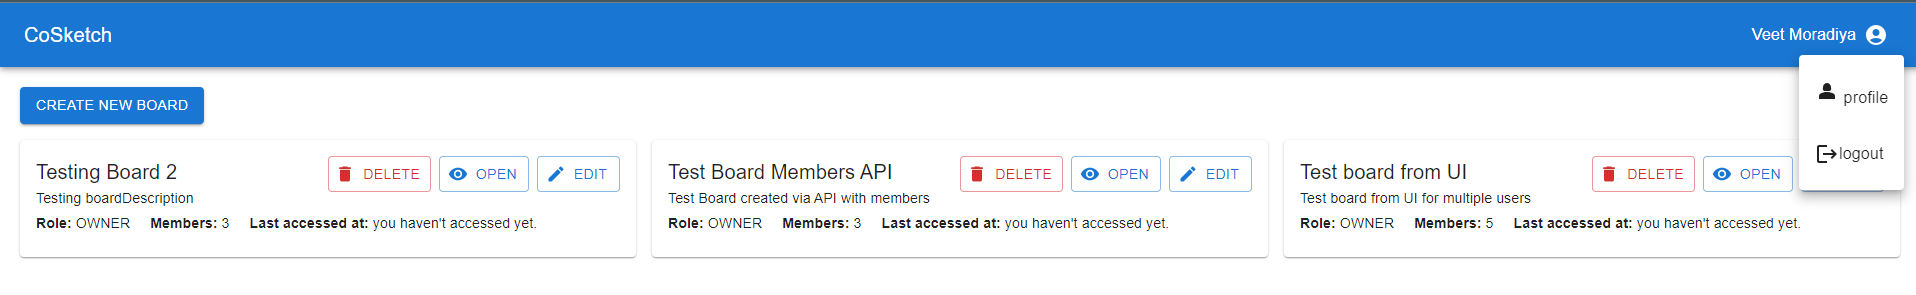 CoSketch
Veet Moradiya
profile
logout
CREATE NEW BOARD
Testing Board 2
DELETE
OPEN
EDIT
Testing boardDescription
Role: OWNER Members: 3 Last accessed at: you haven't accessed yet.
Test Board Members API
DELETE
OPEN
EDIT
Test Board created via API with members
Role: OWNER Members: 3 Last accessed at: you haven't accessed yet.
Test board from UI
DELETE
OPEN
Test board from UI for multiple users
Role: OWNER Members: 5 Last accessed at: you haven't accessed yet.